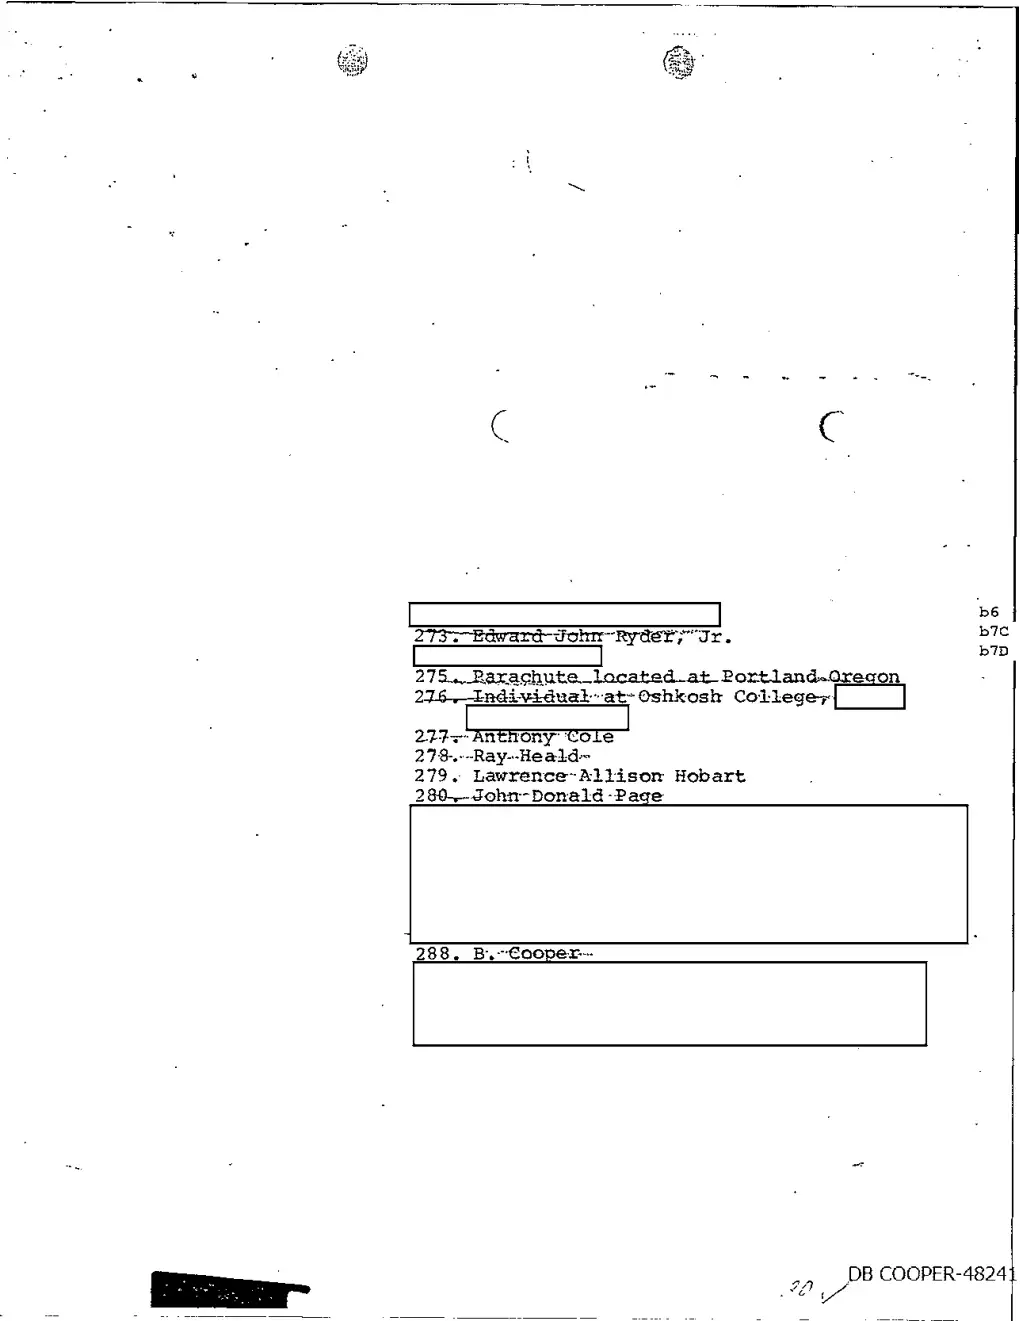 b6
273. Edward John Ryder, Jr.
b7C
b7D
275. Parachute located at Portland Oregon
276. Individual at Oshkosh College,
277. Anthony Cole
278. Ray Heald
279. Lawrence Allison Hobart
280. John Donald Page
288. B. Cooper
DB COOPER-48241
20